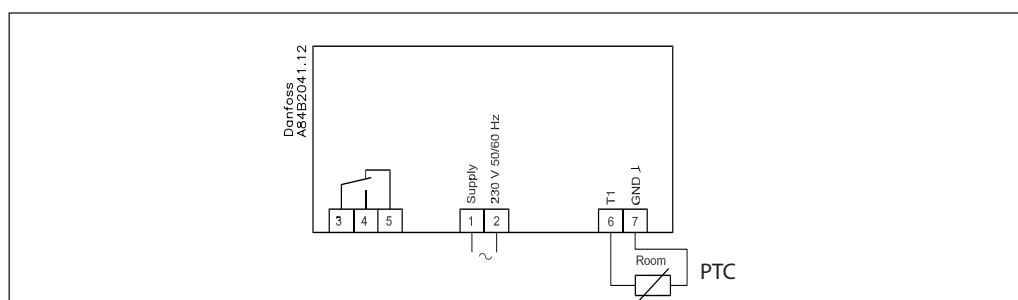 Danfoss
A84B2041.12
Supply
230 V 50/60 Hz
T1
GND
3 4 5
1 2
6 7
Room
PTC